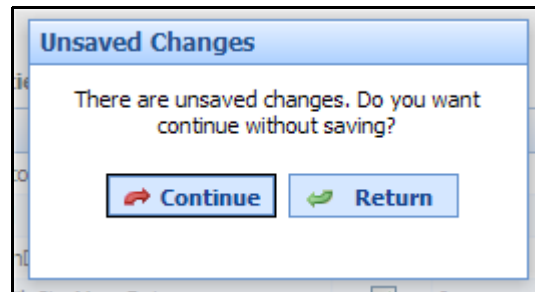 Unsaved Changes
There are unsaved changes. Do you want
continue without saving?
Continue
Return